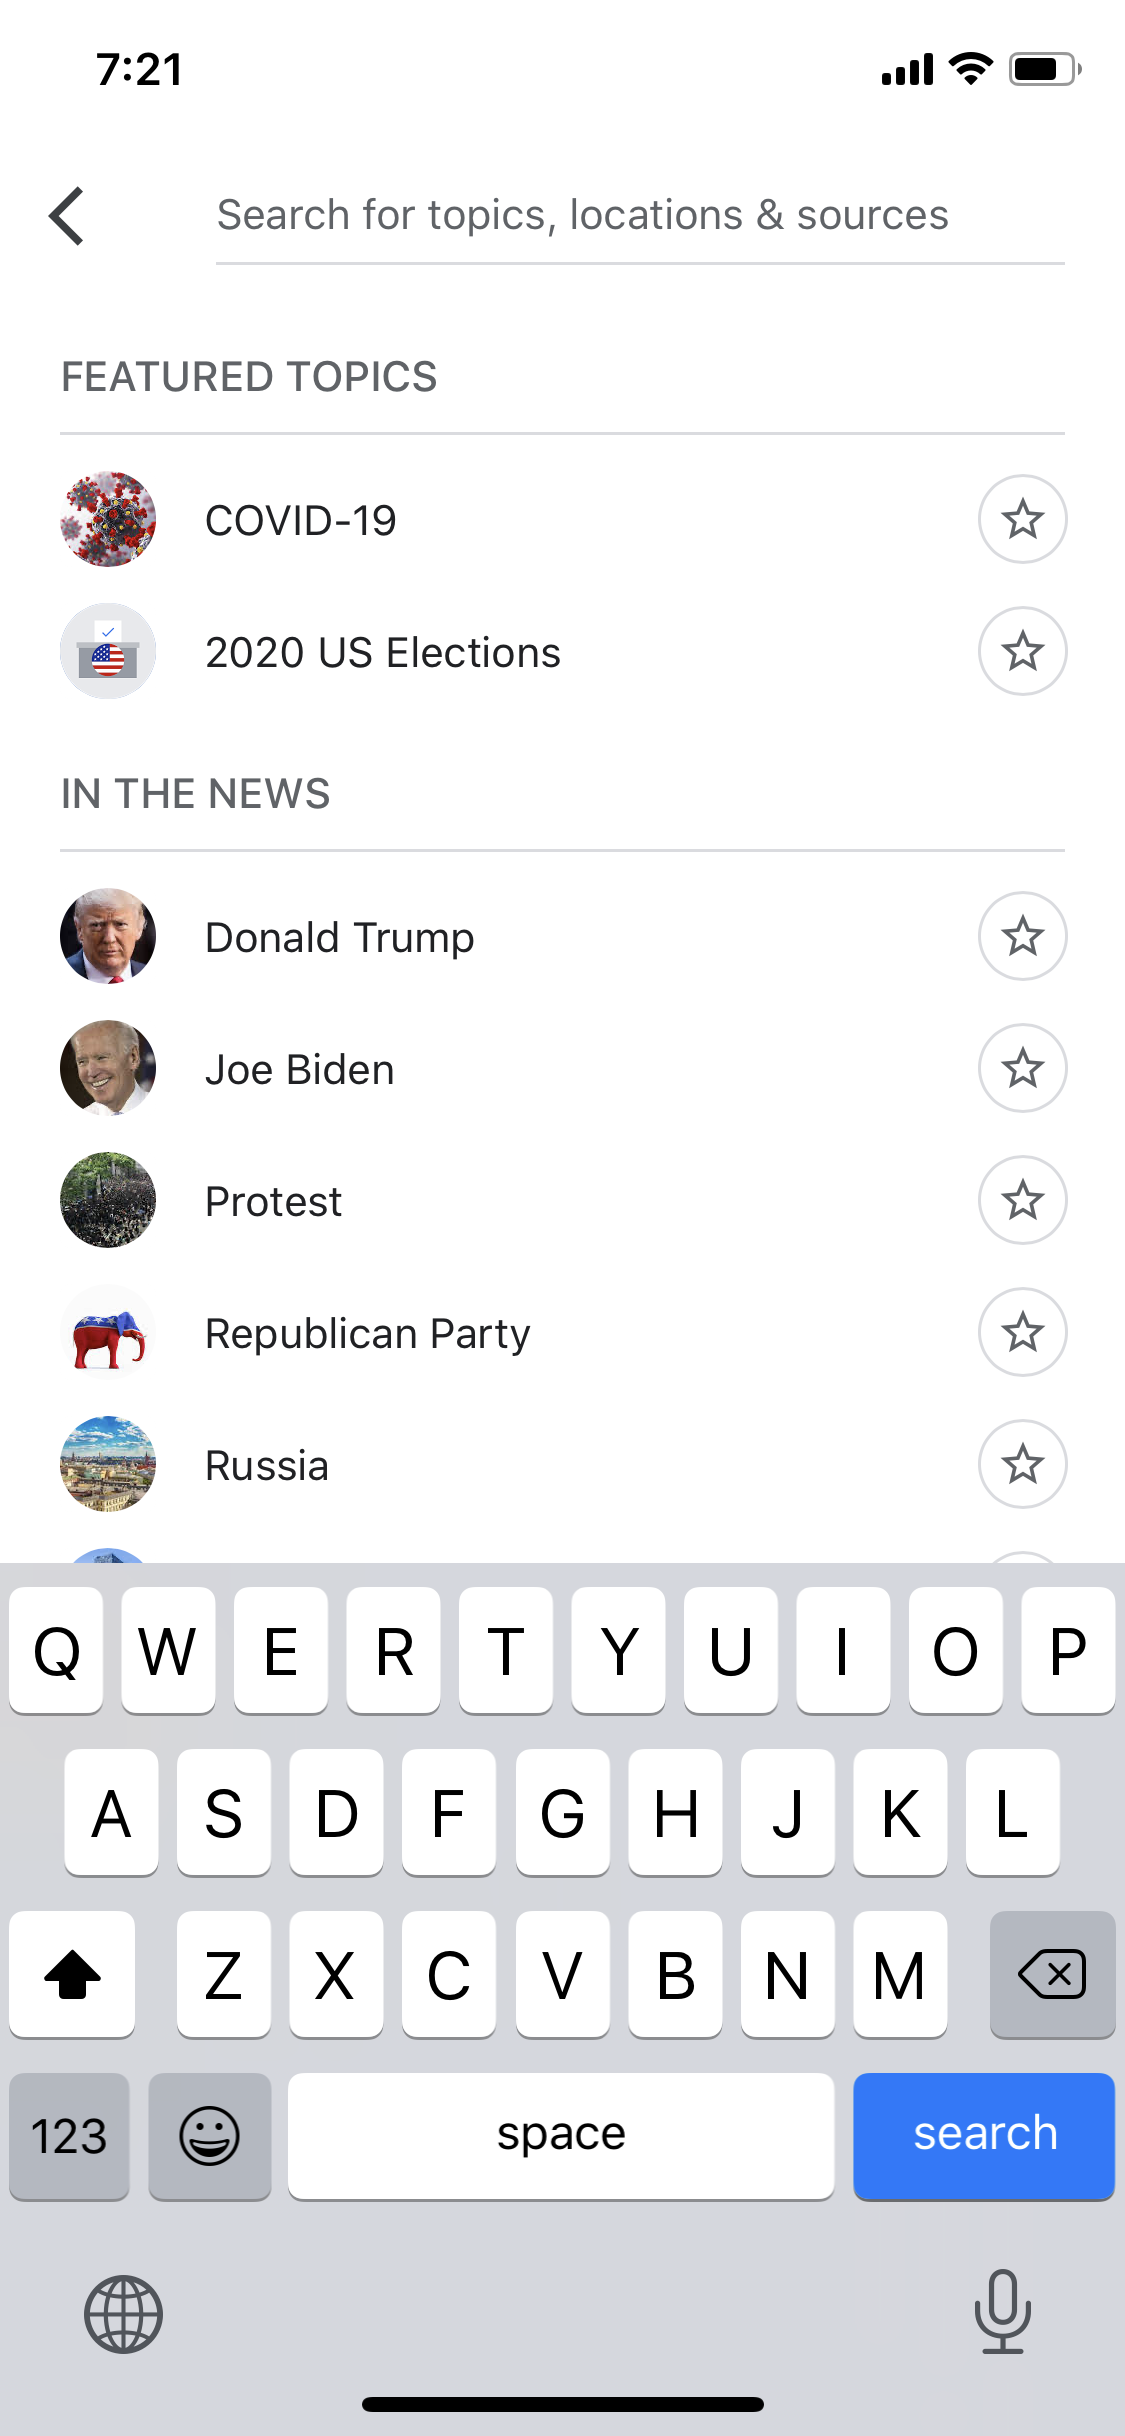 7:21
Search for topics, locations & sources
FEATURED TOPICS
COVID-19
2020 US Elections
IN THE NEWS
Donald Trump
Joe Biden
Protest
Republican Party
Russia
Q W E R T Y U I O P
A S D F G H J K L
Z X C V B N M
123 space search